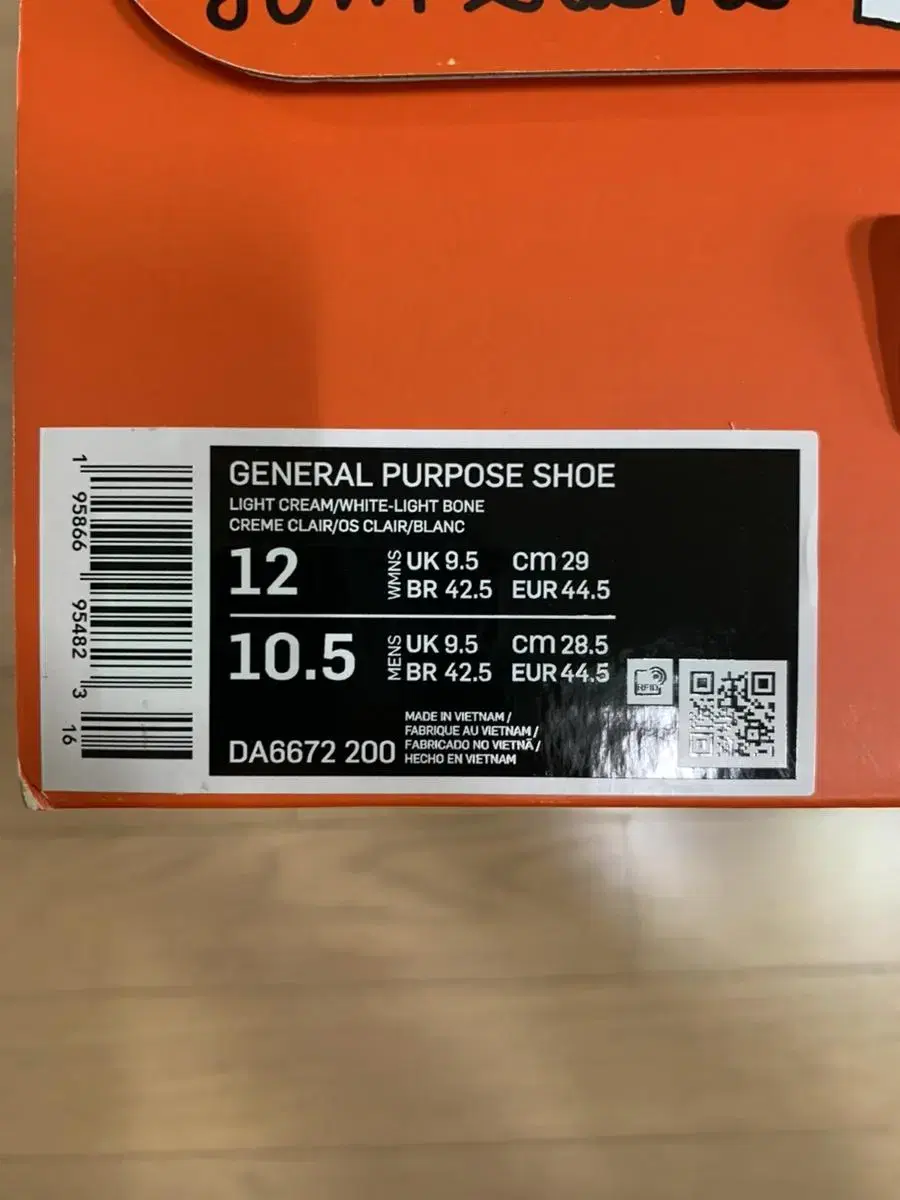 GENERAL PURPOSE SHOE
LIGHT CREAM/WHITE-LIGHT BONE
CREME CLAIR/OS CLAIR/BLANC
12 WMNS UK 9.5 cm 29
BR 42.5 EUR 44.5
10.5 MENS UK 9.5 cm 28.5
BR 42.5 EUR 44.5
RFID
DA6672 200
MADE IN VIETNAM /
FABRIQUE AU VIETNAM /
FABRICADO NO VIETNÃ /
HECHO EN VIETNAM
1 95866 95482 3 16